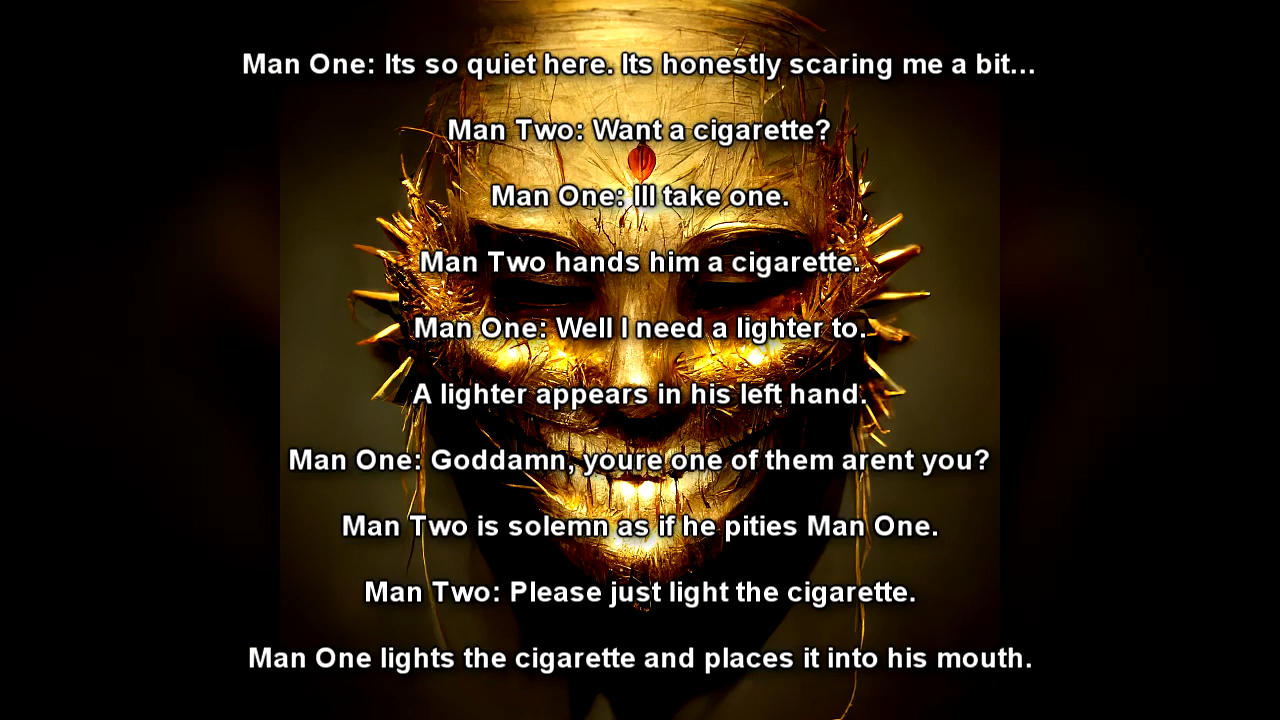 Man One: Its so quiet here. Its honestly scaring me a bit...
Man Two: Want a cigarette?
Man One: Ill take one.
Man Two hands him a cigarette.
Man One: Well I need a lighter to.
A lighter appears in his left hand.
Man One: Goddamn, youre one of them arent you?
Man Two is solemn as if he pities Man One.
Man Two: Please just light the cigarette.
Man One lights the cigarette and places it into his mouth.